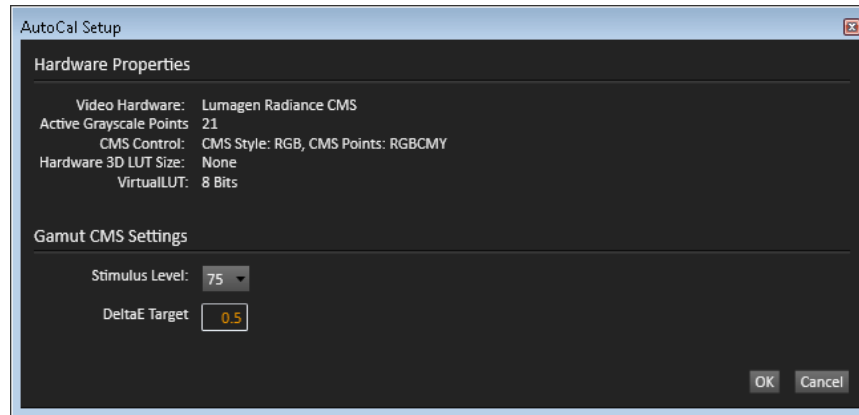 AutoCal Setup
Hardware Properties
Video Hardware: Lumagen Radiance CMS
Active Grayscale Points 21
CMS Control: CMS Style: RGB, CMS Points: RGBCMY
Hardware 3D LUT Size: None
VirtualLUT: 8 Bits
Gamut CMS Settings
Stimulus Level: 75
DeltaE Target 0.5
OK Cancel